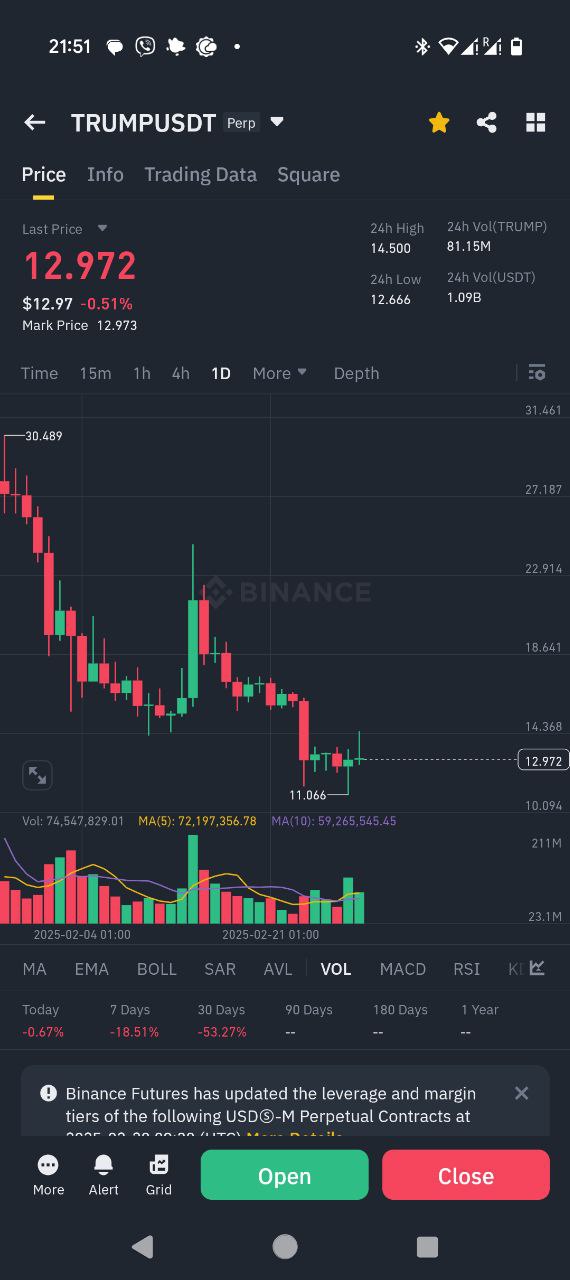 21:51
R
TRUMPUSDT Perp
Price Info Trading Data Square
Last Price
12.972
$12.97 -0.51%
Mark Price 12.973
24h High
14.500
24h Vol(TRUMP)
81.15M
24h Low
12.666
24h Vol(USDT)
1.09B
Time 15m 1h 4h 1D More Depth
31.461
30.489
27.187
22.914
BINANCE
18.641
14.368
12.972
11.066
10.094
Vol: 74,547,829.01 MA(5): 72,197,356.78 MA(10): 59,265,545.45
211M
23.1M
2025-02-04 01:00 2025-02-21 01:00
MA EMA BOLL SAR AVL VOL MACD RSI
Today 7 Days 30 Days 90 Days 180 Days 1 Year
-0.67% -18.51% -53.27% -- -- --
Binance Futures has updated the leverage and margin
tiers of the following USDⓢ-M Perpetual Contracts at
More Details
More Alert Grid Open Close